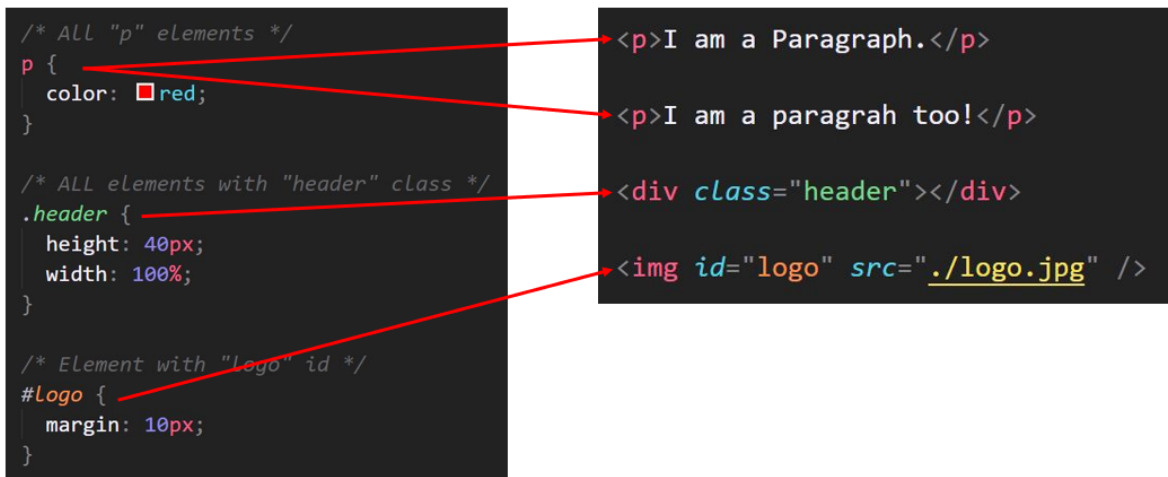 /* All "p" elements */
p {
color: red;
}
/* ALL elements with "header" class */
.header {
height: 40px;
width: 100%;
}
/* Element with "logo" id */
#logo {
margin: 10px;
}
<p>I am a Paragraph.</p>
<p>I am a paragrah too!</p>
<div class="header"></div>
<img id="logo" src="./logo.jpg" />